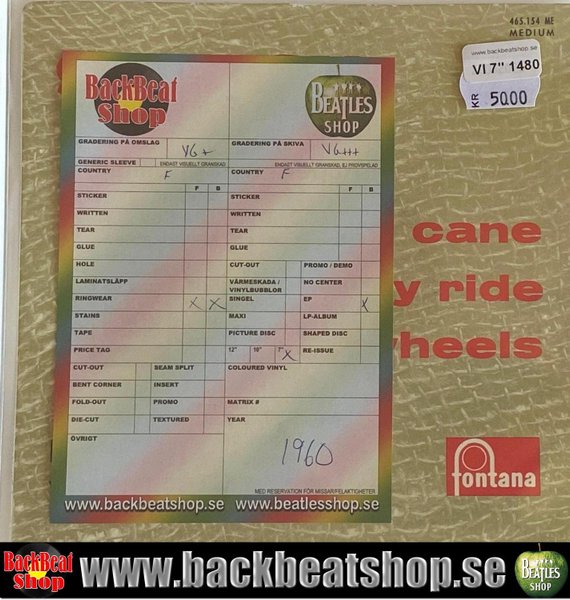 465.154 ME
MEDIUM
www.backbeatshop.se
VI 7" 1480
KR 50.00
BackBeat
Shop
BEATLES
SHOP
GRADERING PÅ OMSLAG VG+
GRADERING PÅ SKIVA VG+++
GENERIC SLEEVE ENDAST VISUELLT GRANSKAD
ENDAST VISUELLT GRANSKAD, EJ PROVSPELAD
COUNTRY F
COUNTRY F
F B
F B
STICKER
STICKER
WRITTEN
WRITTEN
TEAR
TEAR
GLUE
GLUE
HOLE
CUT-OUT PROMO / DEMO
LAMINATSLÄPP
VÄRMESKADA / VINYLBUBBLOR NO CENTER
RINGWEAR X X
SINGEL EP X
STAINS
MAXI LP-ALBUM
TAPE
PICTURE DISC SHAPED DISC
PRICE TAG
12" 10" 7" X RE-ISSUE
CUT-OUT SEAM SPLIT
COLOURED VINYL
BENT CORNER INSERT
FOLD-OUT PROMO
MATRIX #
DIE-CUT TEXTURED
YEAR
ÖVRIGT
1960
MED RESERVATION FÖR MISSAR/FELAKTIGHETER
www.backbeatshop.se www.beatlesshop.se
cane
y ride
heels
fontana
BackBeat
Shop
www.backbeatshop.se
BEATLES
SHOP